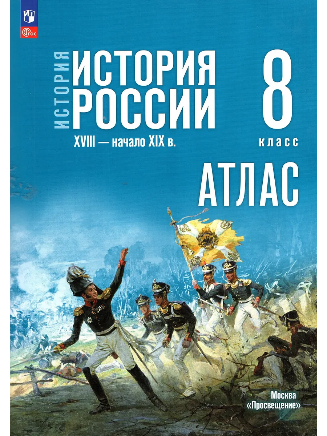 ИСТОРИЯ
ИСТОРИЯ
РОССИИ
XVIII — начало XIX в.
8
класс
АТЛАС
Москва
«Просвещение»